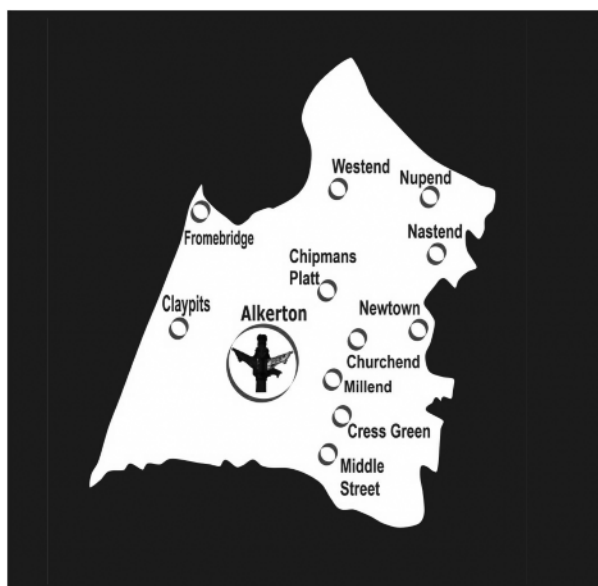 Westend
Nupend
Fromebridge
Nastend
Chipmans
Platt
Claypits
Alkerton
Newtown
Churchend
Millend
Cress Green
Middle
Street